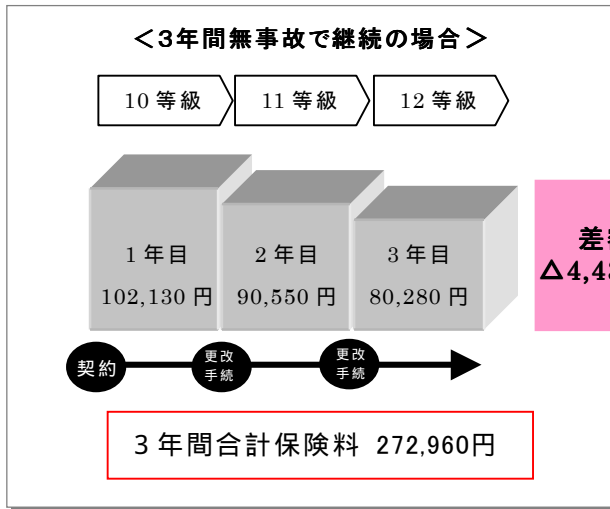 ＜3年間無事故で継続の場合＞
10 等級
11 等級
12 等級
1 年目
102,130 円
2 年目
90,550 円
3 年目
80,280 円
差
△4,43
契約
更改
手続
更改
手続
3 年間合計保険料 272,960円